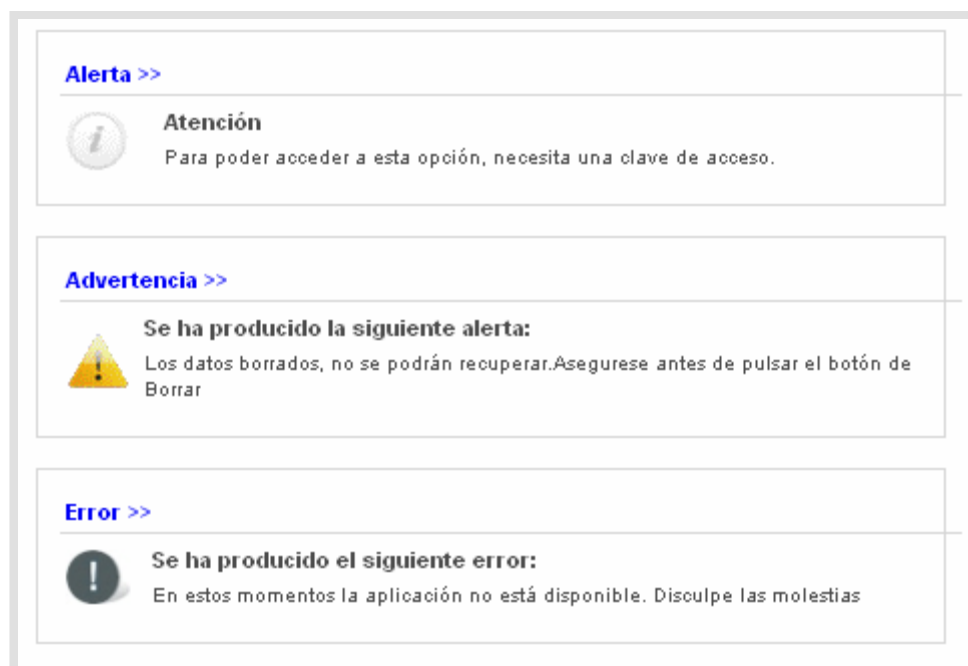 Alerta >>
Atención
Para poder acceder a esta opción, necesita una clave de acceso.
Advertencia >>
Se ha producido la siguiente alerta:
Los datos borrados, no se podrán recuperar.Asegurese antes de pulsar el botón de
Borrar
Error >>
Se ha producido el siguiente error:
En estos momentos la aplicación no está disponible. Disculpe las molestias